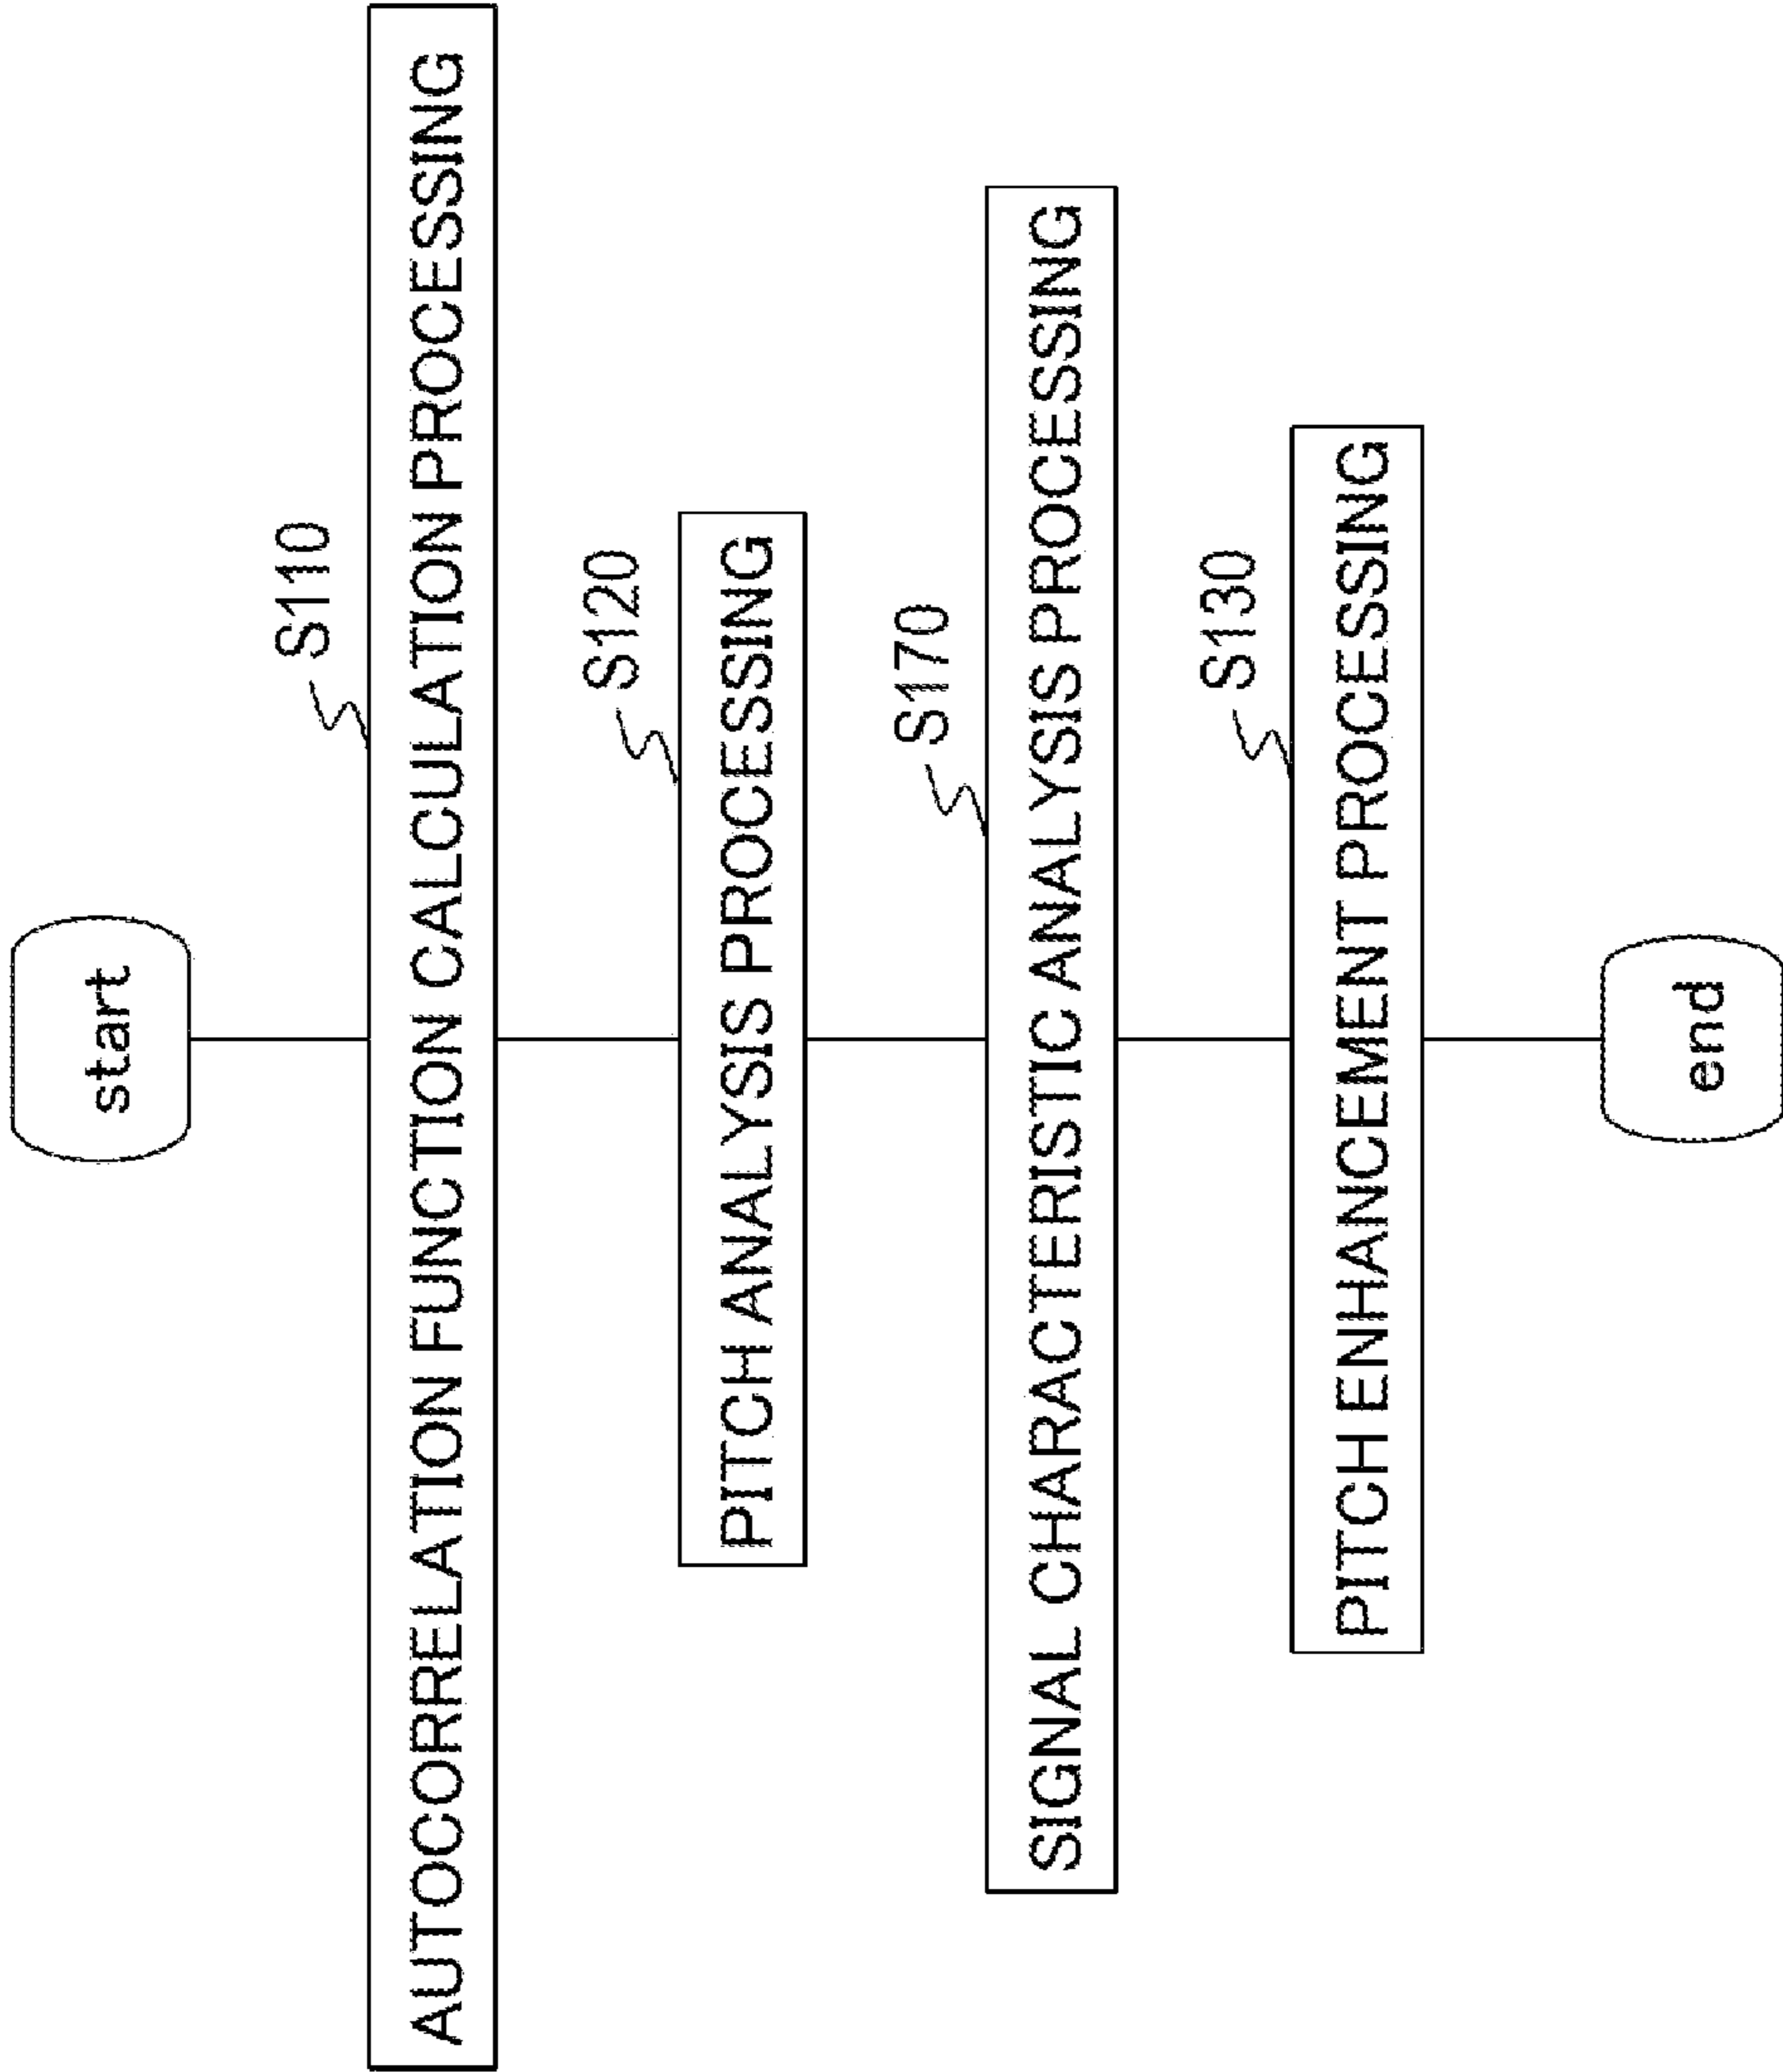 start
S110
AUTOCORRELATION FUNCTION CALCULATION PROCESSING
S120
PITCH ANALYSIS PROCESSING
S170
SIGNAL CHARACTERISTIC ANALYSIS PROCESSING
S130
PITCH ENHANCEMENT PROCESSING
end